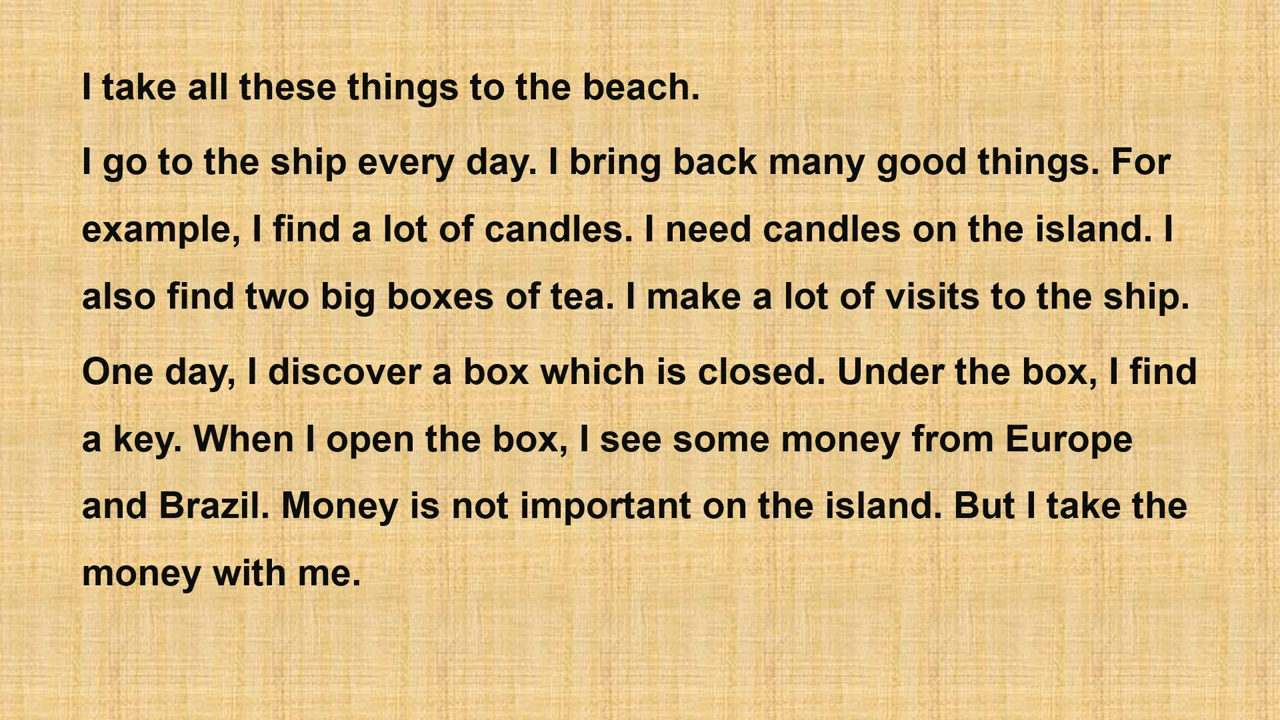 I take all these things to the beach.
I go to the ship every day. I bring back many good things. For
example, I find a lot of candles. I need candles on the island. I
also find two big boxes of tea. I make a lot of visits to the ship.
One day, I discover a box which is closed. Under the box, I find
a key. When I open the box, I see some money from Europe
and Brazil. Money is not important on the island. But I take the
money with me.